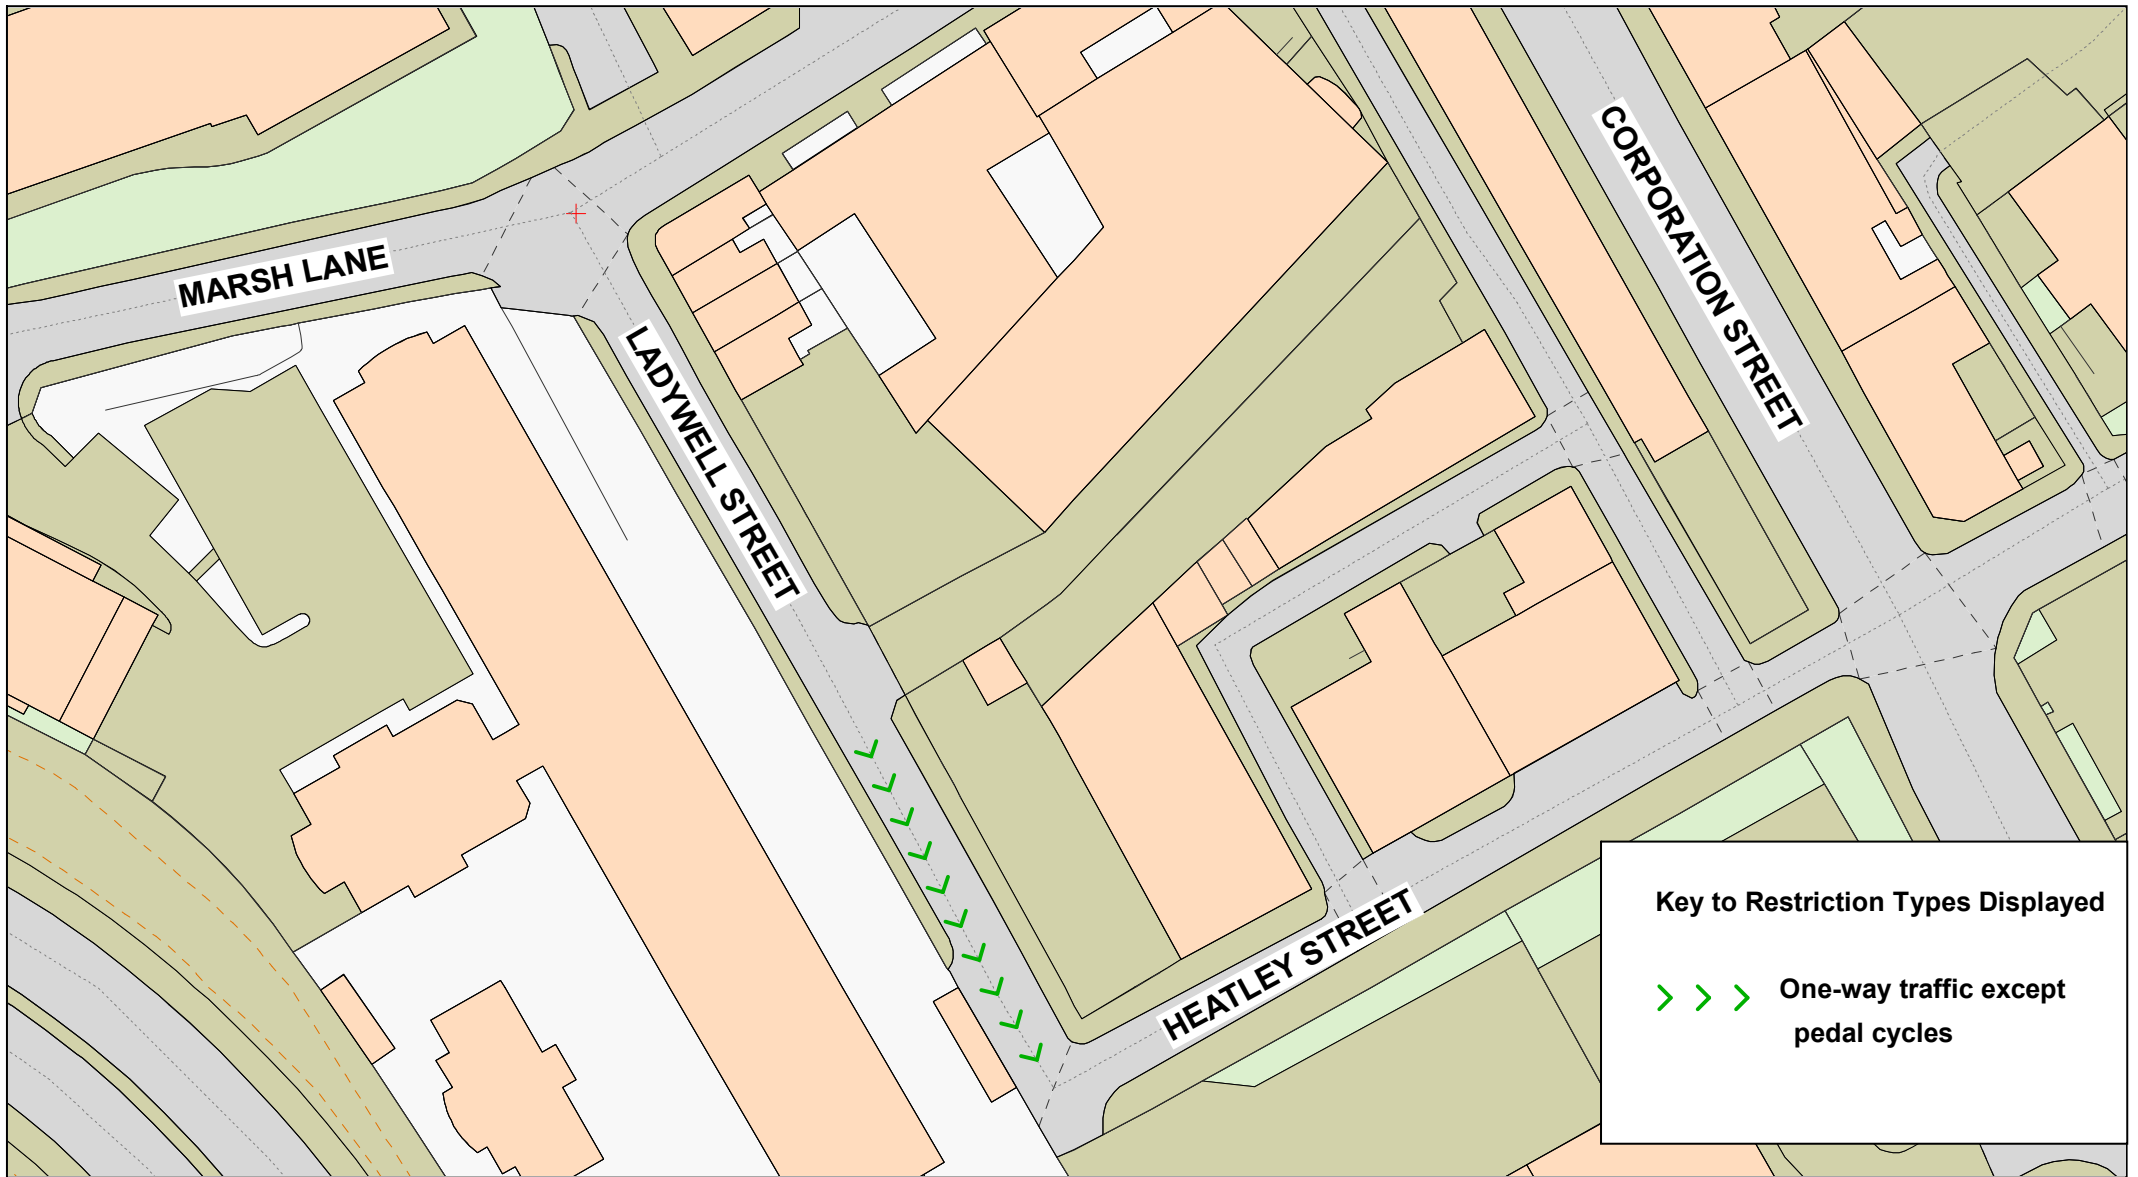 MARSH LANE
LADYWELL STREET
CORPORATION STREET
HEATLEY STREET
Key to Restriction Types Displayed
One-way traffic except
pedal cycles